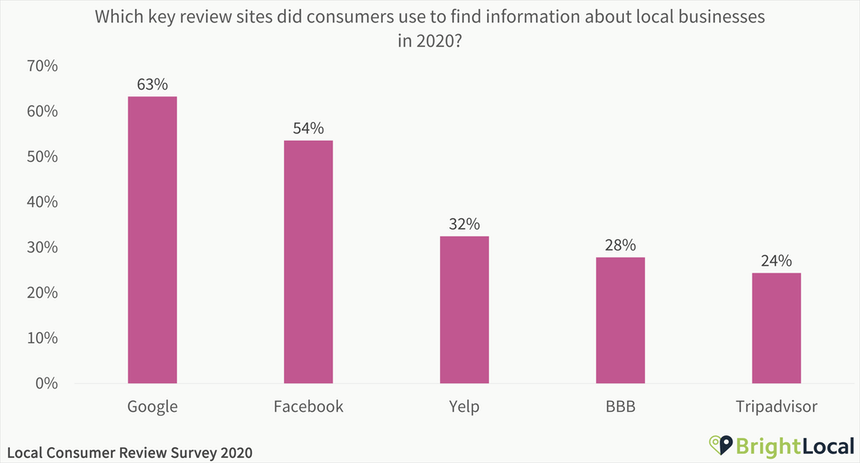 Which key review sites did consumers use to find information about local businesses
in 2020?
70%
60%
50%
40%
30%
20%
10%
0%
63%
54%
32%
28%
24%
Google
Facebook
Yelp
BBB
Tripadvisor
Local Consumer Review Survey 2020
BrightLocal